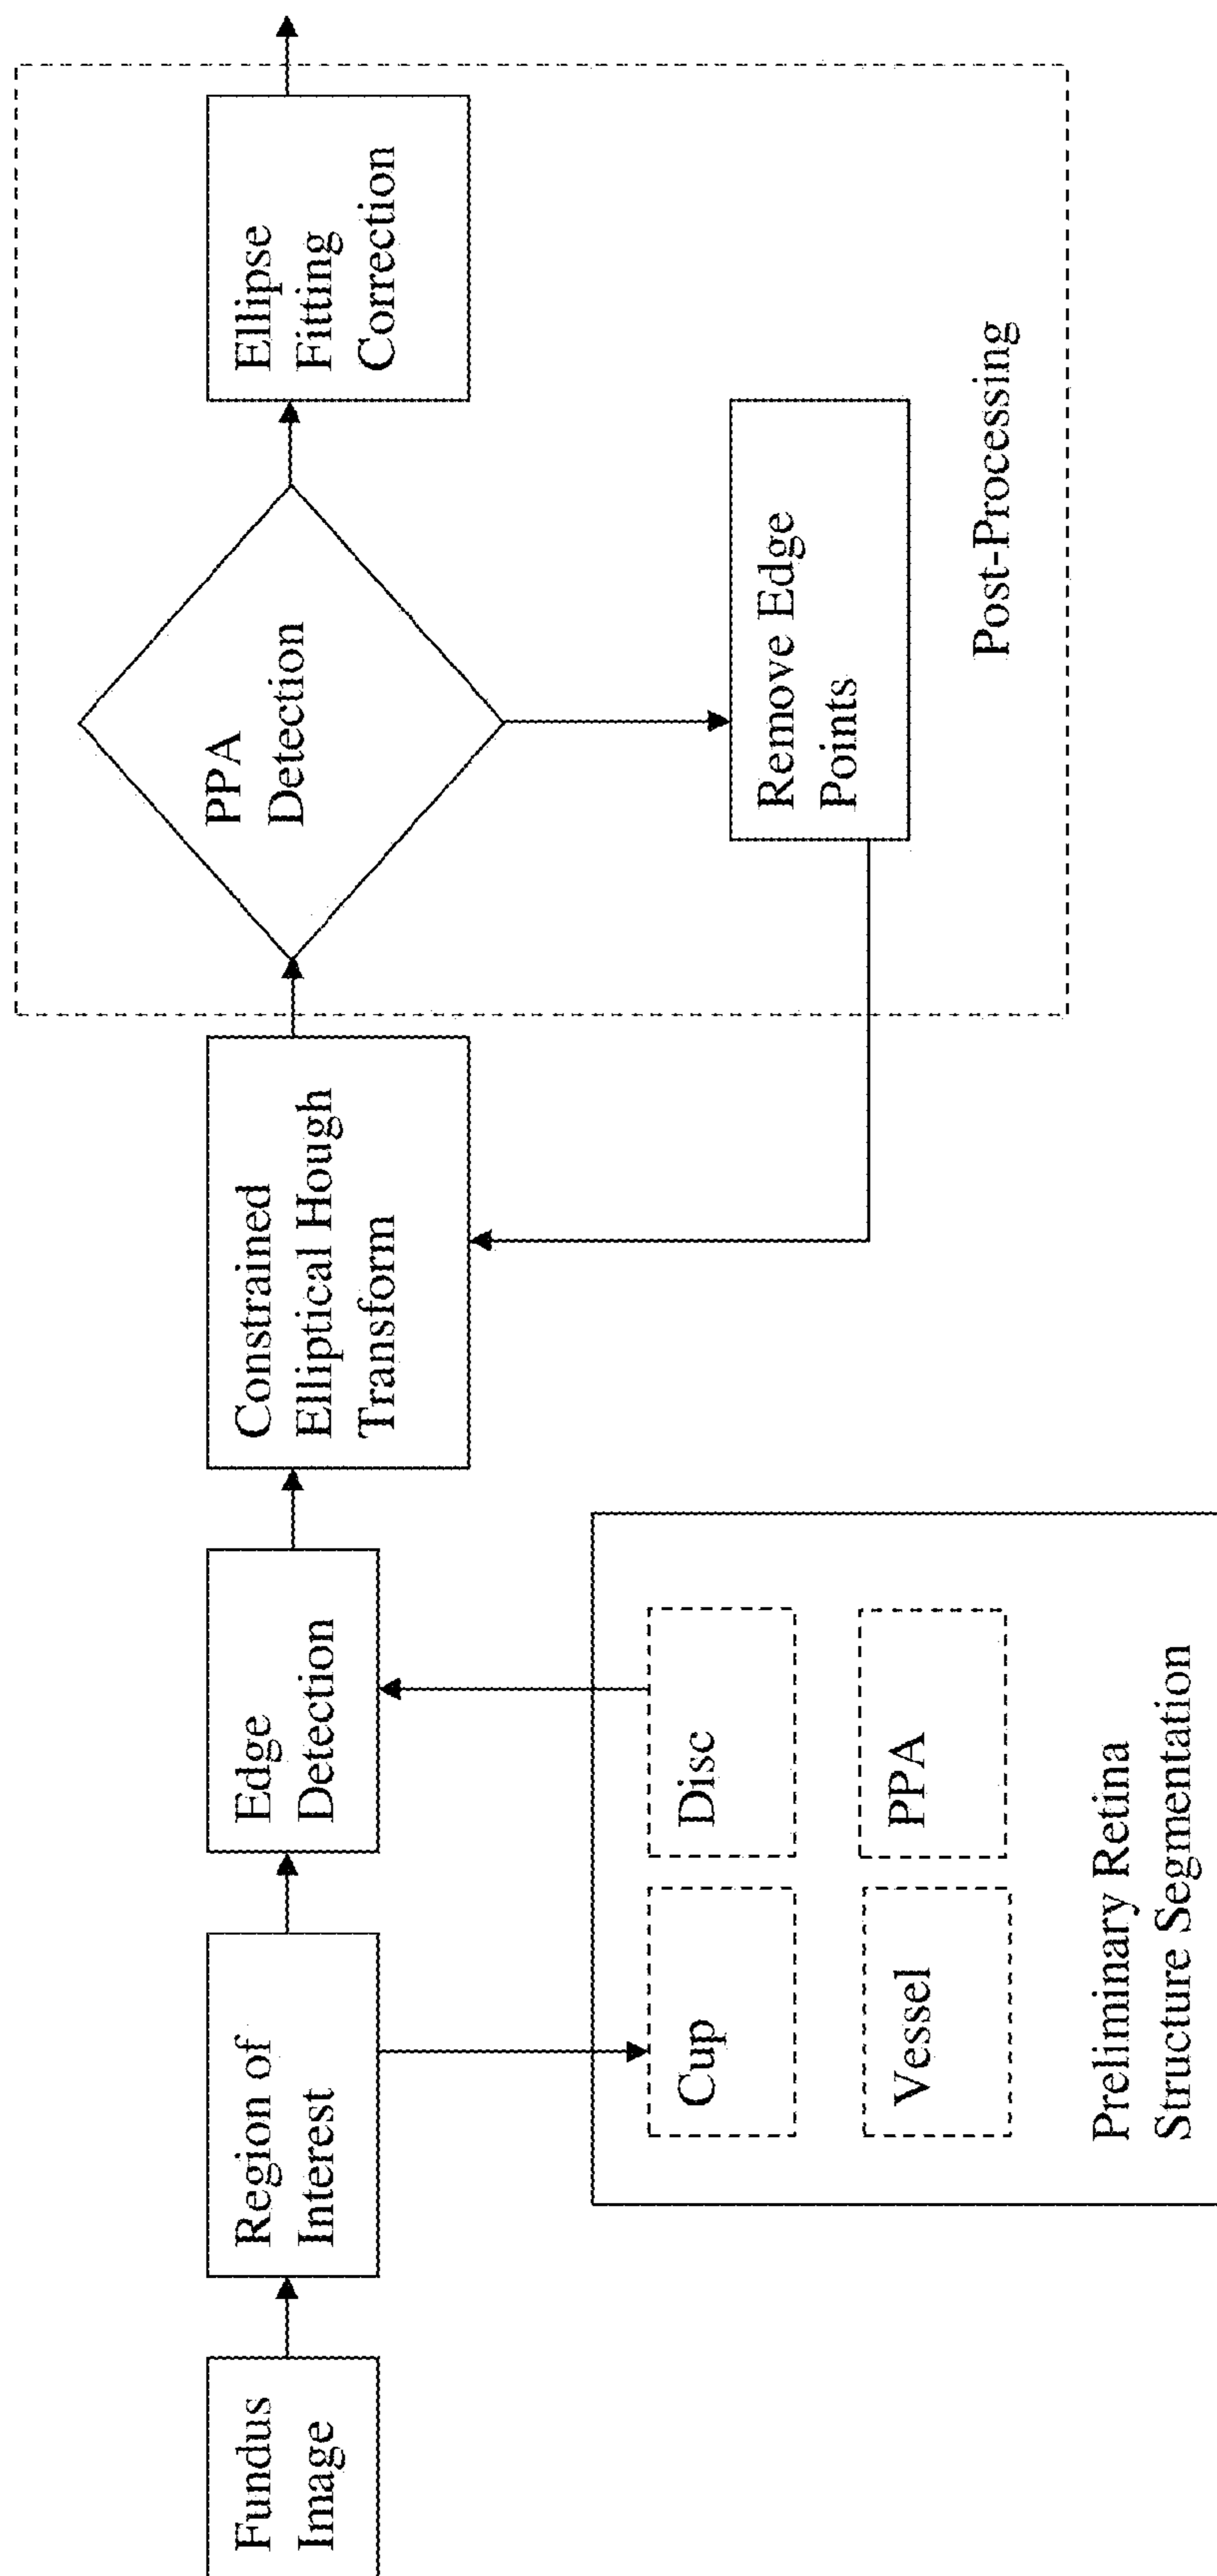 Fundus
Image
Region of
Interest
Edge
Detection
Constrained
Elliptical Hough
Transform
PPA
Detection
Ellipse
Fitting
Correction
Remove Edge
Points
Post-Processing
Cup
Disc
Vessel
PPA
Preliminary Retina
Structure Segmentation